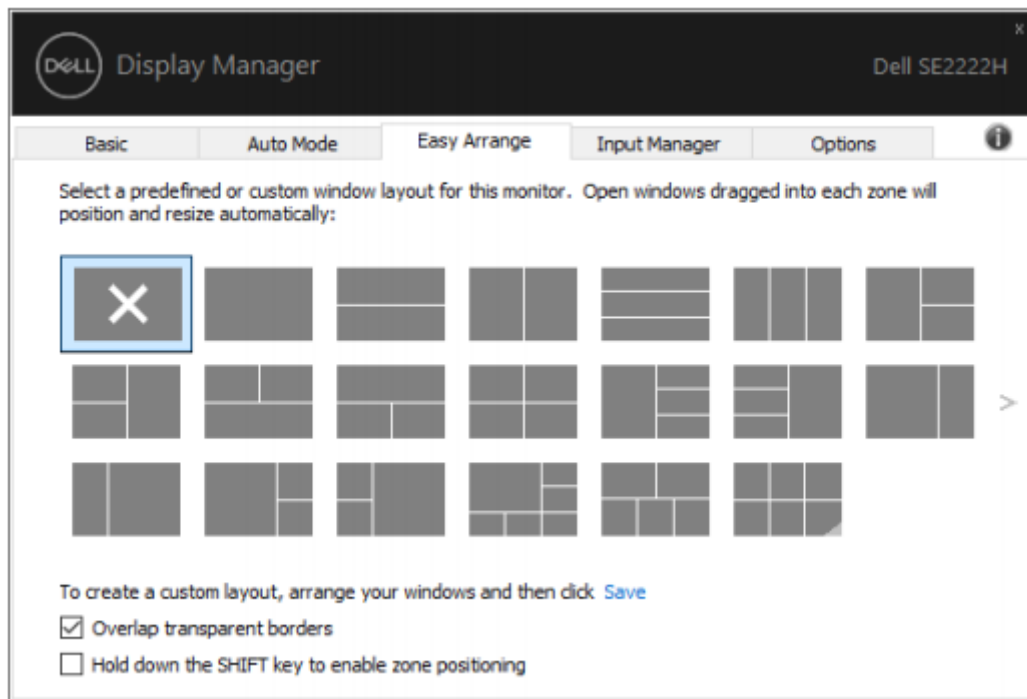 x
DELL Display Manager Dell SE2222H
Basic Auto Mode Easy Arrange Input Manager Options
Select a predefined or custom window layout for this monitor. Open windows dragged into each zone will
position and resize automatically:
>
To create a custom layout, arrange your windows and then click Save
Overlap transparent borders
Hold down the SHIFT key to enable zone positioning